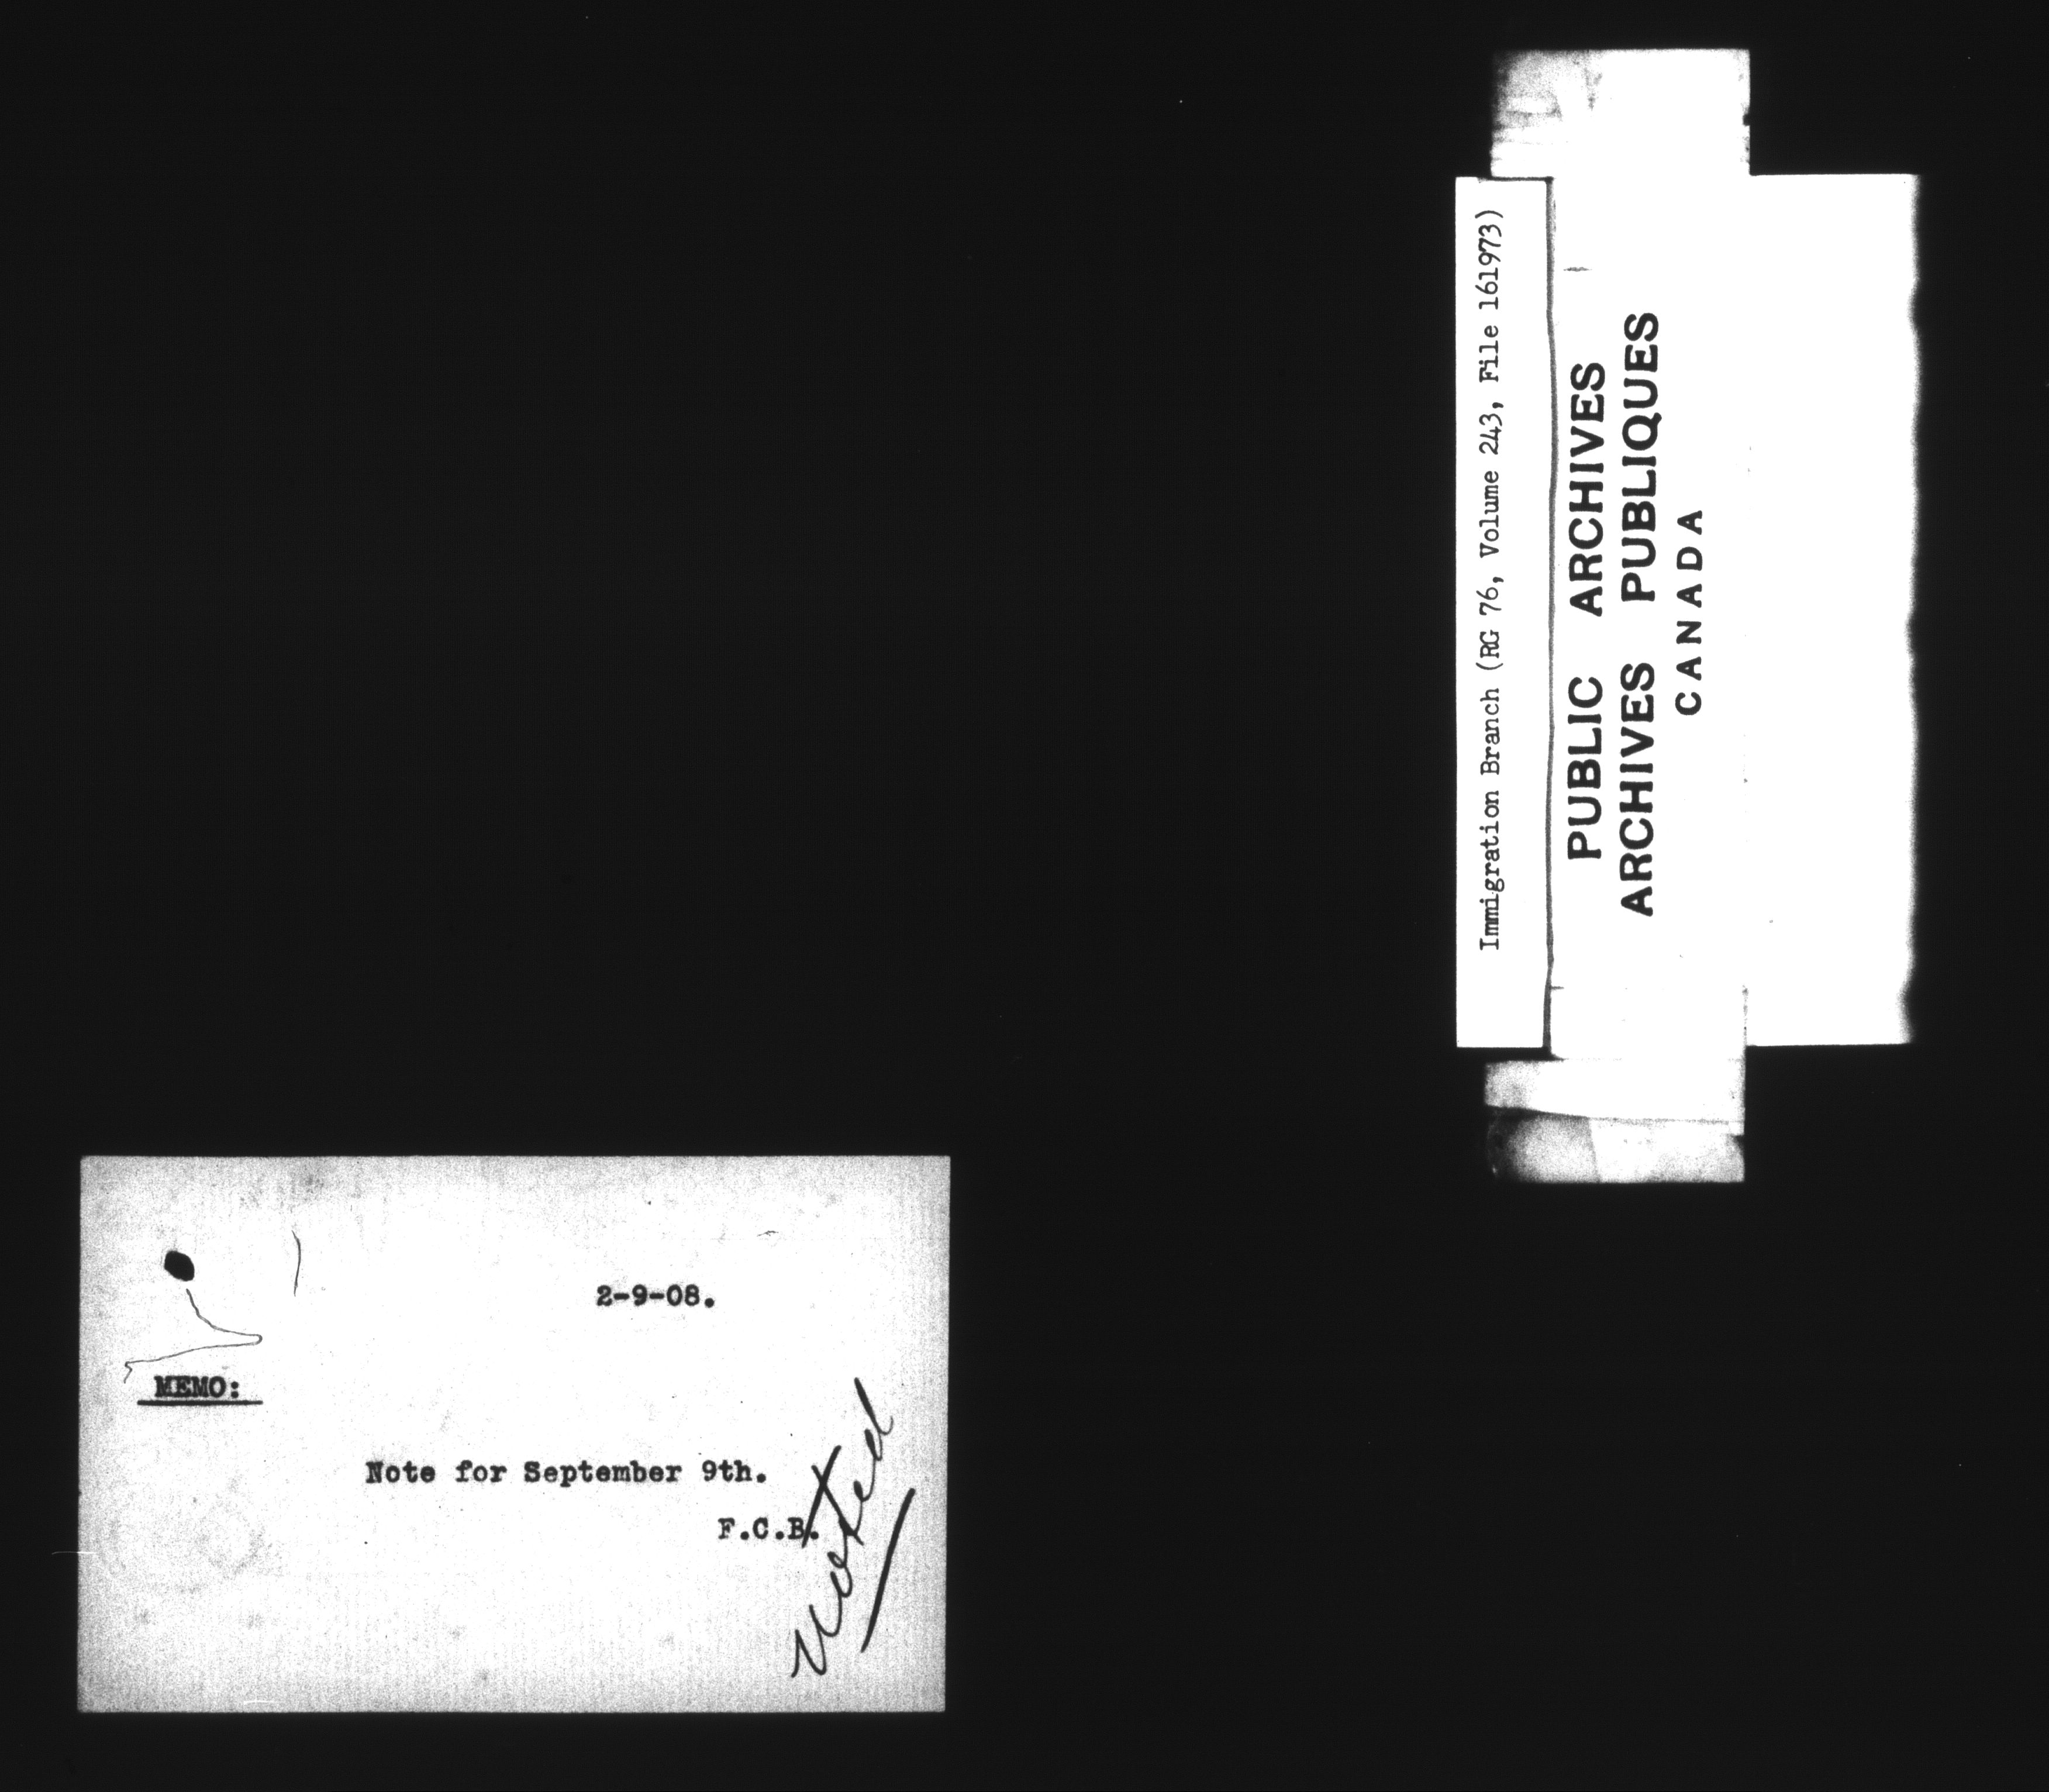 Immigration Branch (RG 76, Volume 243, File 161973)
PUBLIC ARCHIVES
ARCHIVES PUBLIQUES
CANADA
2-9-08.
MEMO:
Note for September 9th.
F.C.B.
Noted